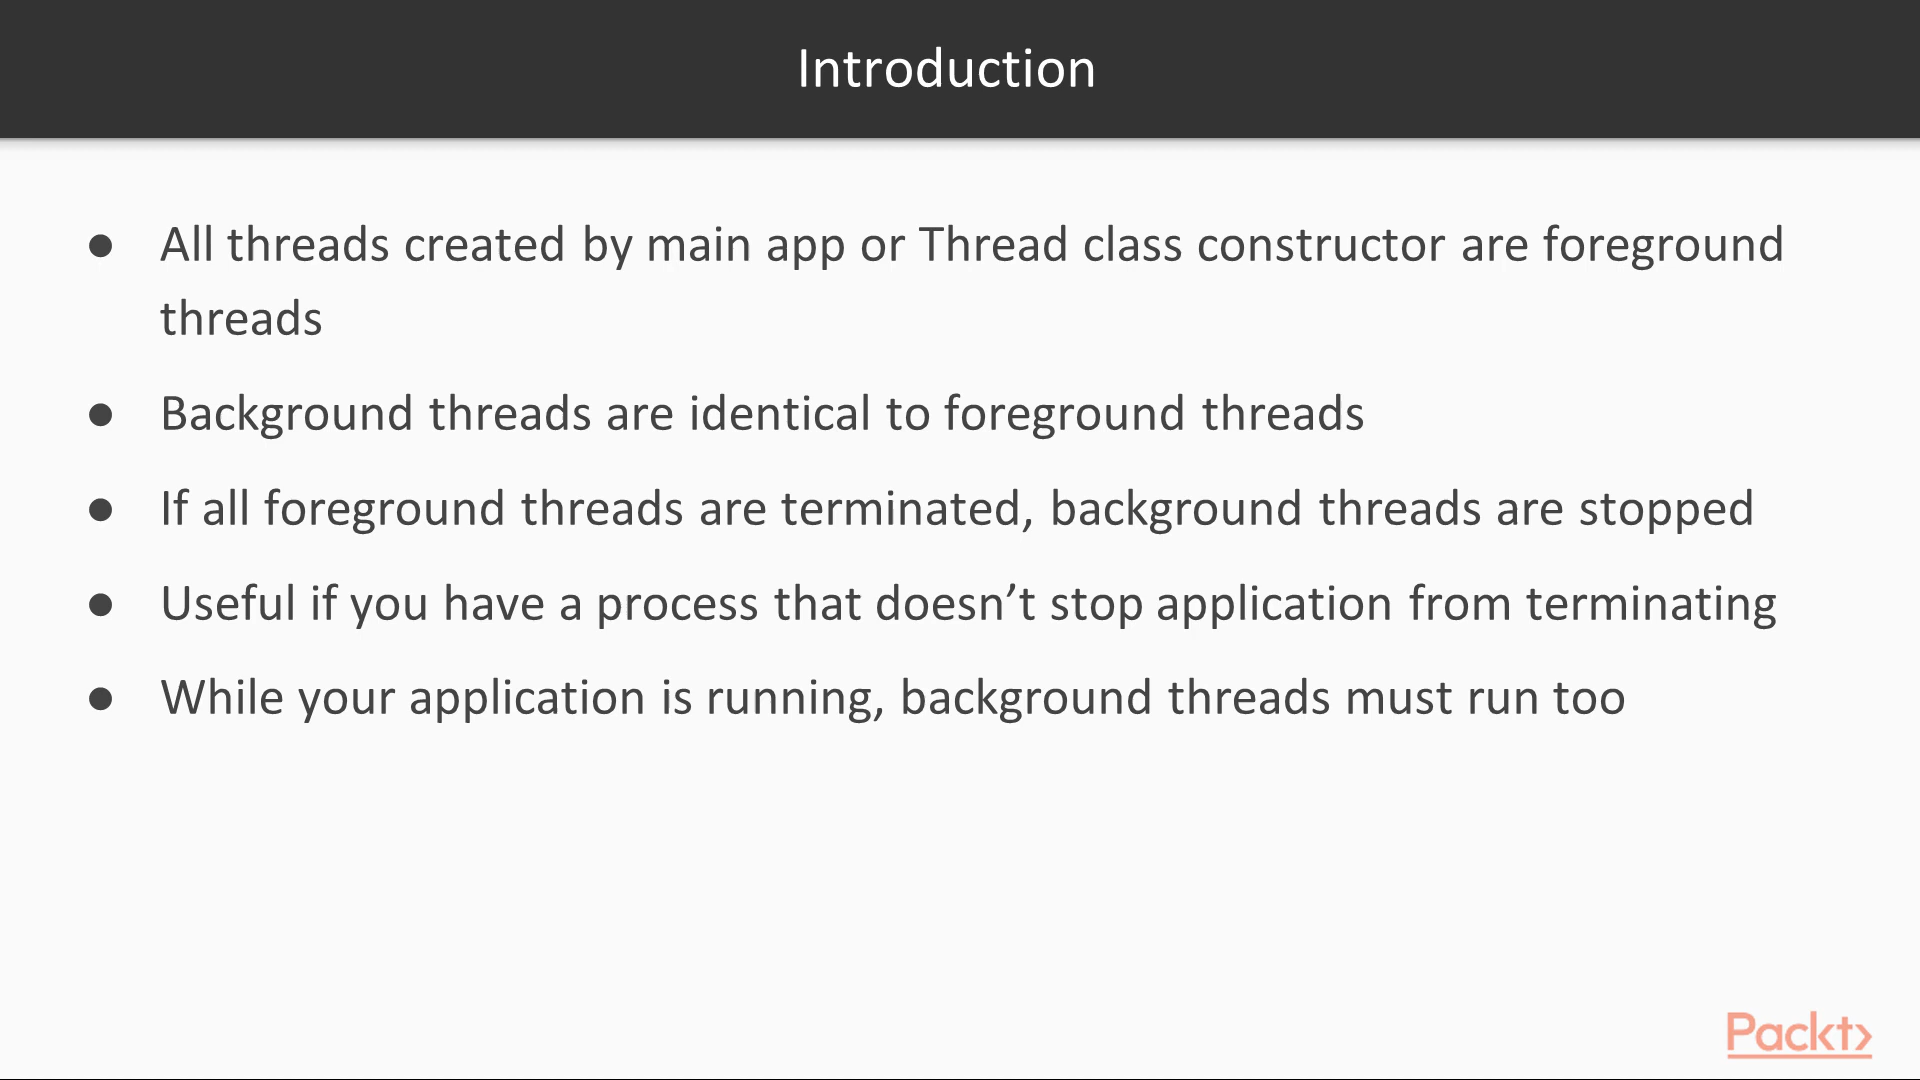 Introduction
● All threads created by main app or Thread class constructor are foreground
threads
● Background threads are identical to foreground threads
● If all foreground threads are terminated, background threads are stopped
● Useful if you have a process that doesn’t stop application from terminating
● While your application is running, background threads must run too
Packt>